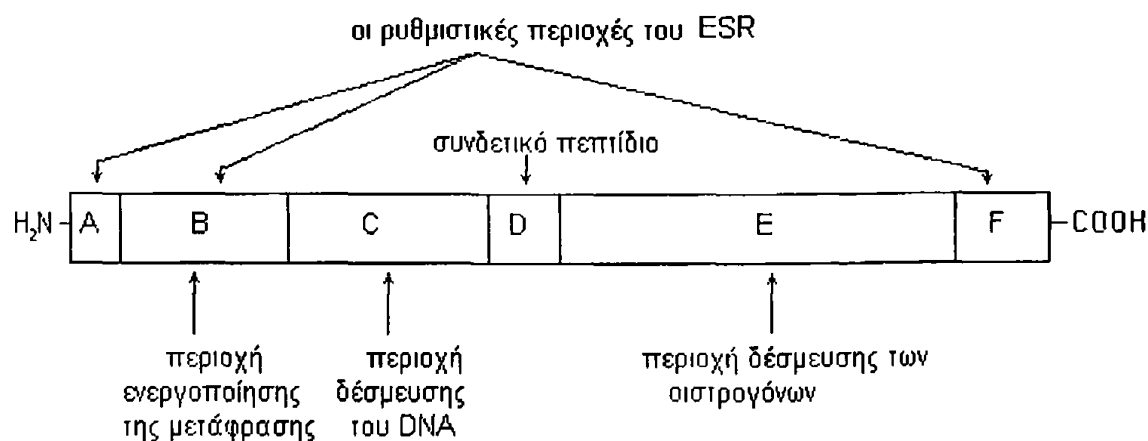 οι ρυθμιστικές περιοχές του ESR
συνδετικό πεπτίδιο
H₂N A B C D E F COOH
περιοχή
ενεργοποίησης
της μετάφρασης
περιοχή
δέσμευσης
του DNA
περιοχή δέσμευσης των
οιστρογόνων